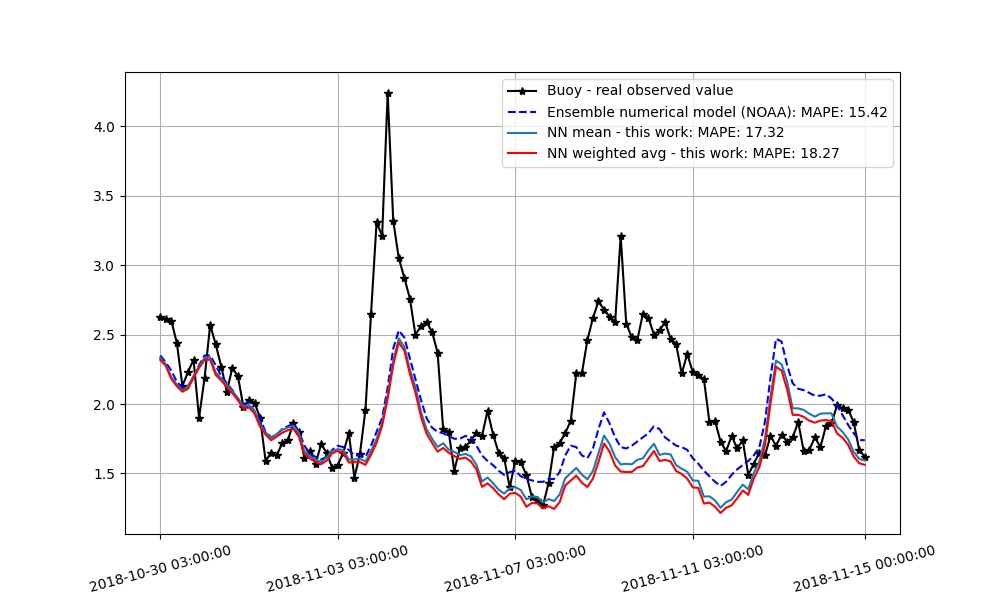 Buoy - real observed value
Ensemble numerical model (NOAA): MAPE: 15.42
NN mean - this work: MAPE: 17.32
NN weighted avg - this work: MAPE: 18.27
4.0
3.5
3.0
2.5
2.0
1.5
2018-10-30 03:00:00
2018-11-03 03:00:00
2018-11-07 03:00:00
2018-11-11 03:00:00
2018-11-15 00:00:00